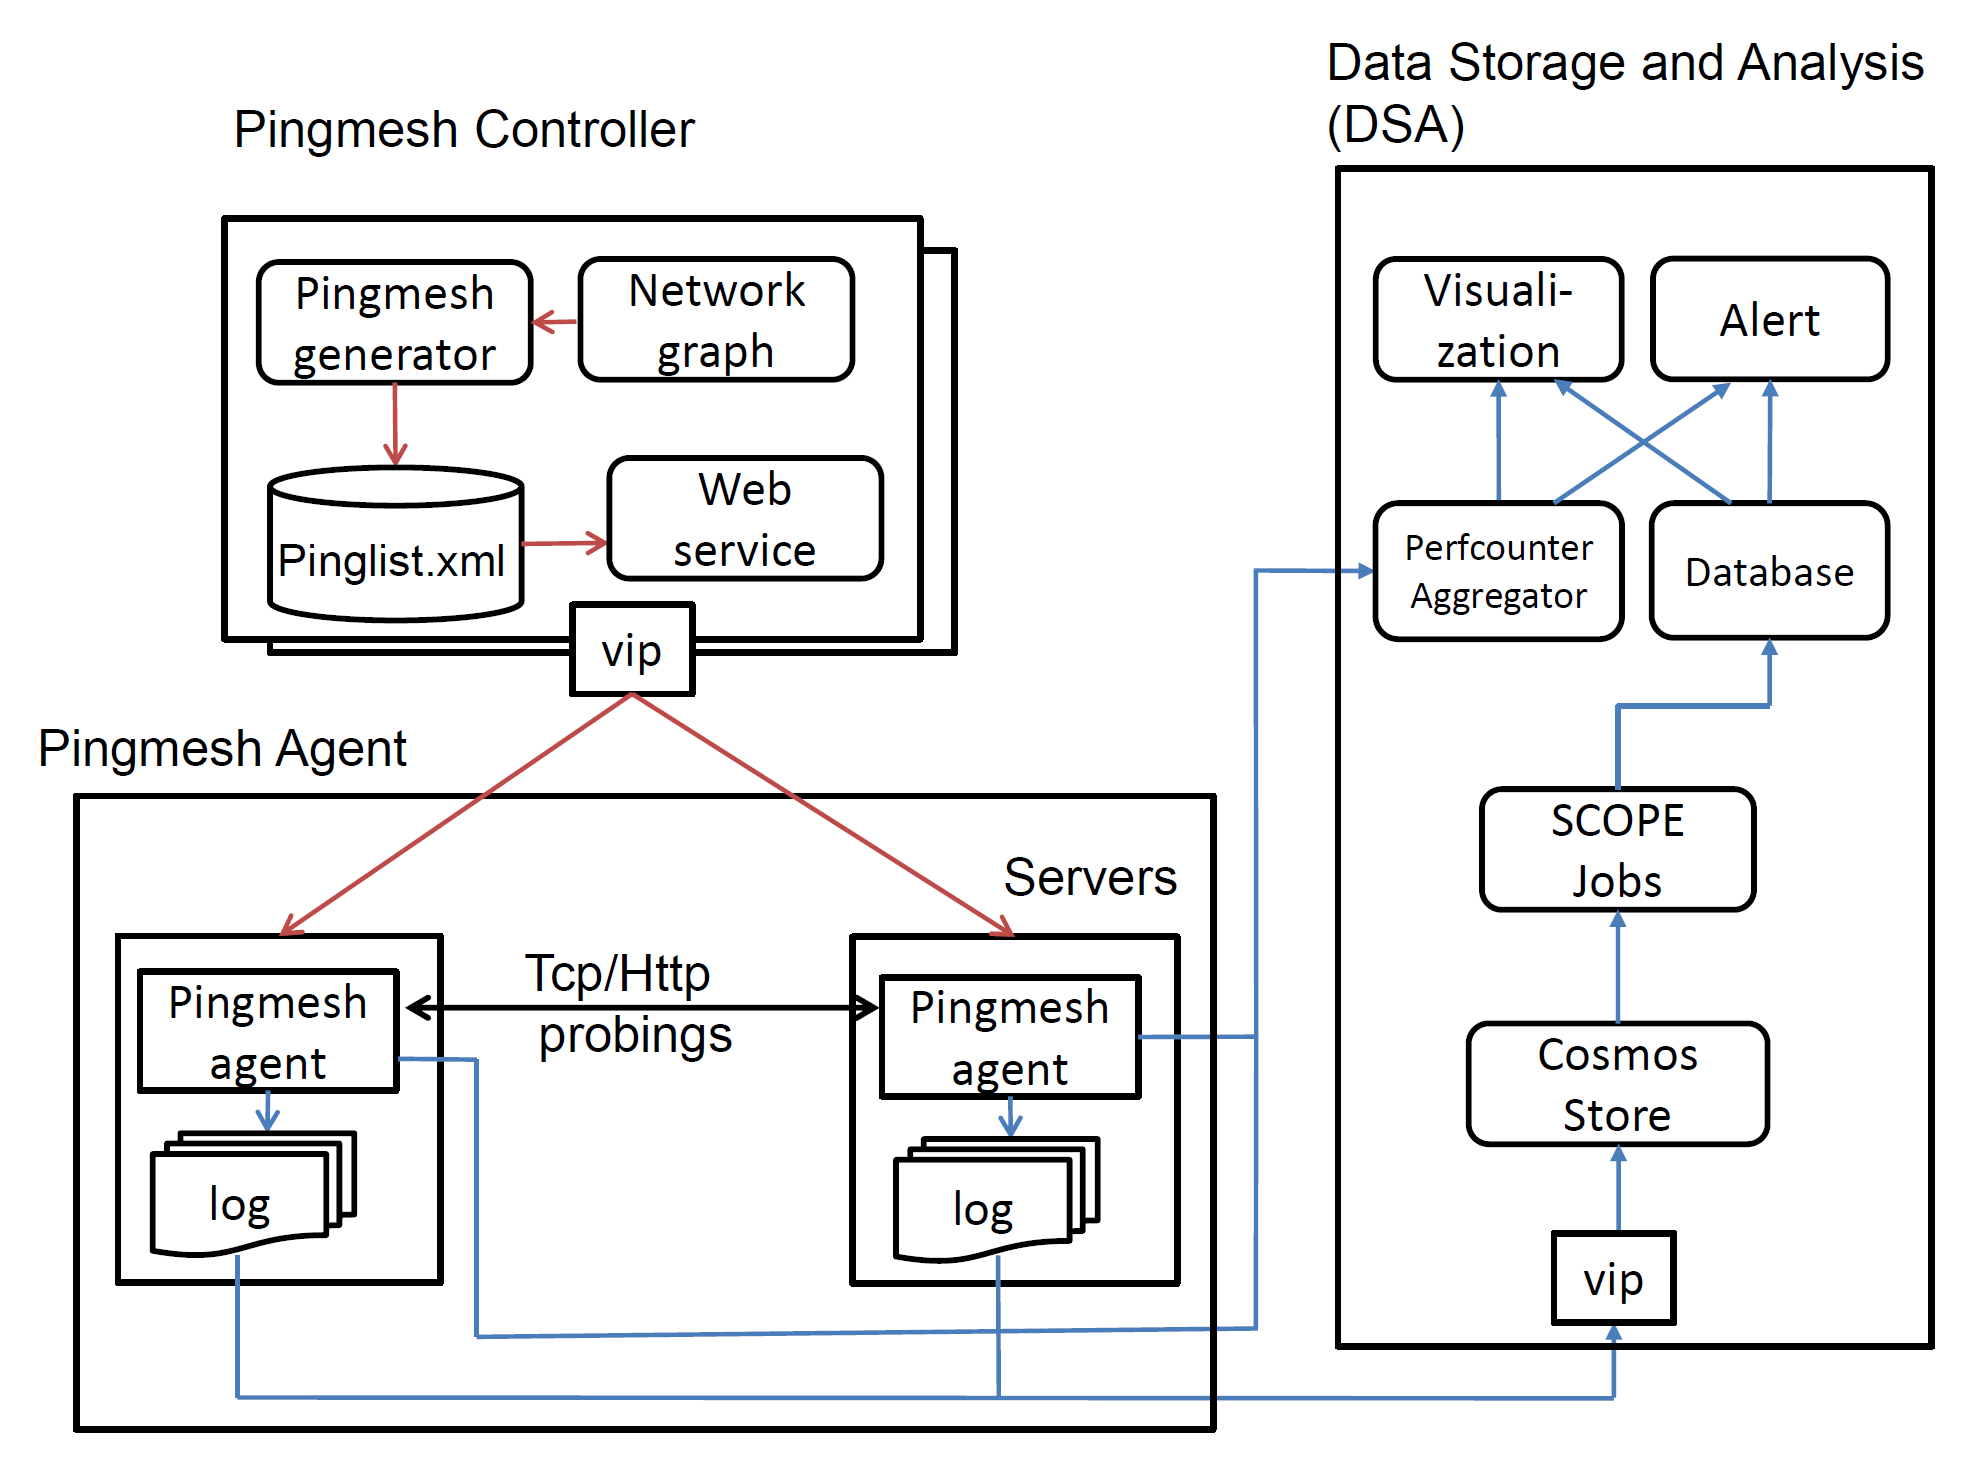 Data Storage and Analysis
(DSA)
Pingmesh Controller
Pingmesh
generator
Network
graph
Pinglist.xml
Web
service
vip
Visuali-
zation
Alert
Perfcounter
Aggregator
Database
SCOPE
Jobs
Cosmos
Store
vip
Pingmesh Agent
Servers
Pingmesh
agent
Tcp/Http
probings
Pingmesh
agent
log
log